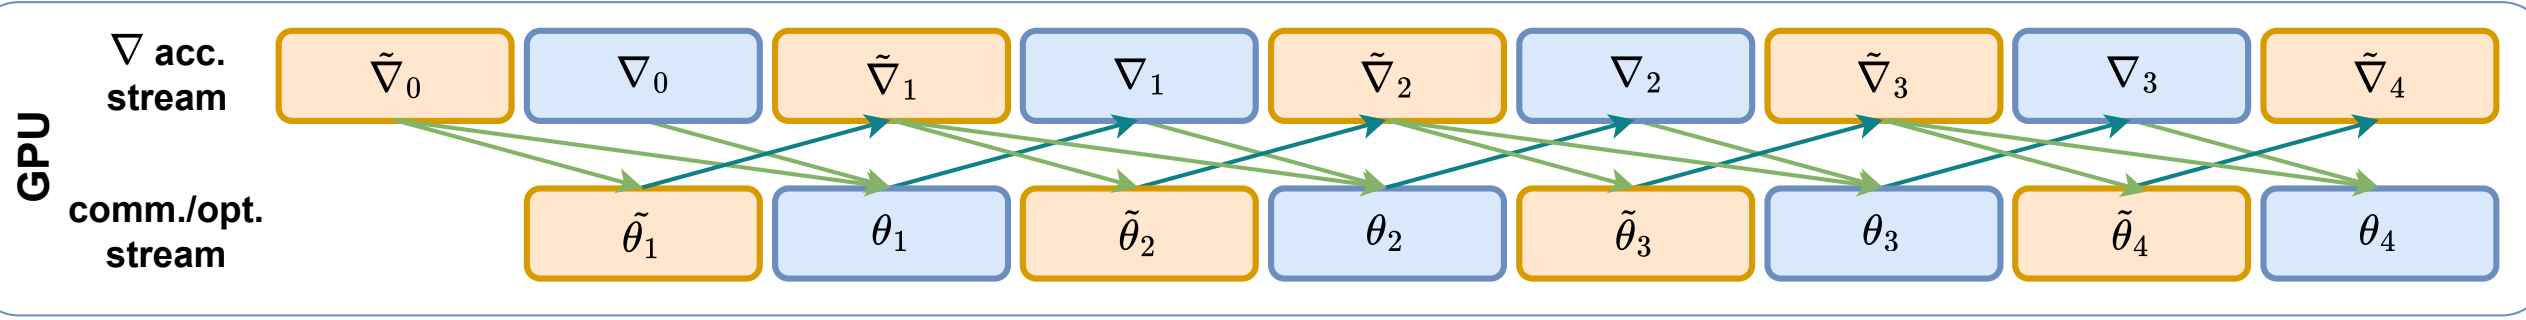 GPU
∇ acc.
stream
∇̃₀ ∇₀ ∇̃₁ ∇₁ ∇̃₂ ∇₂ ∇̃₃ ∇₃ ∇̃₄
comm./opt.
stream
θ̃₁ θ₁ θ̃₂ θ₂ θ̃₃ θ₃ θ̃₄ θ₄